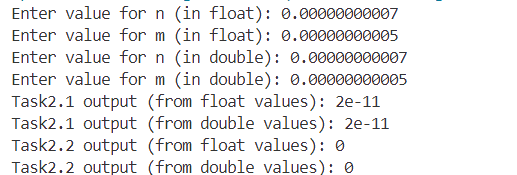 Enter value for n (in float): 0.00000000007
Enter value for m (in float): 0.00000000005
Enter value for n (in double): 0.00000000007
Enter value for m (in double): 0.00000000005
Task2.1 output (from float values): 2e-11
Task2.1 output (from double values): 2e-11
Task2.2 output (from float values): 0
Task2.2 output (from double values): 0